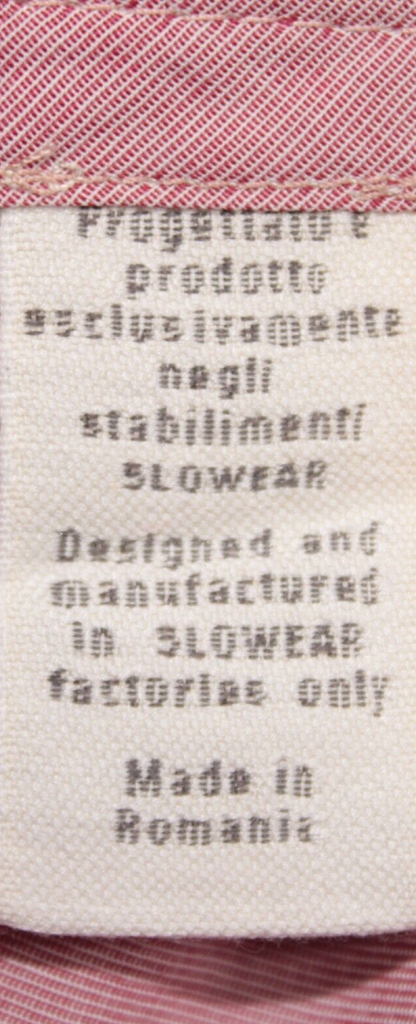 Progettato e
prodotto
esclusivamente
negli
stabilimenti
SLOWEAR
Designed and
manufactured
in SLOWEAR
factories only
Made in
Romania